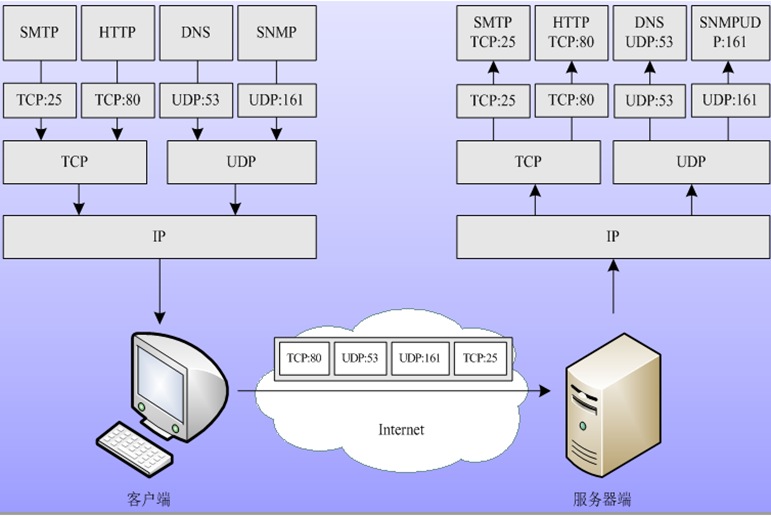 SMTP HTTP DNS SNMP
TCP:25 TCP:80 UDP:53 UDP:161
TCP UDP
IP
SMTP HTTP DNS SNMPUD
TCP:25 TCP:80 UDP:53 P:161
TCP:25 TCP:80 UDP:53 UDP:161
TCP UDP
IP
TCP:80 UDP:53 UDP:161 TCP:25
Internet
客户端 服务器端